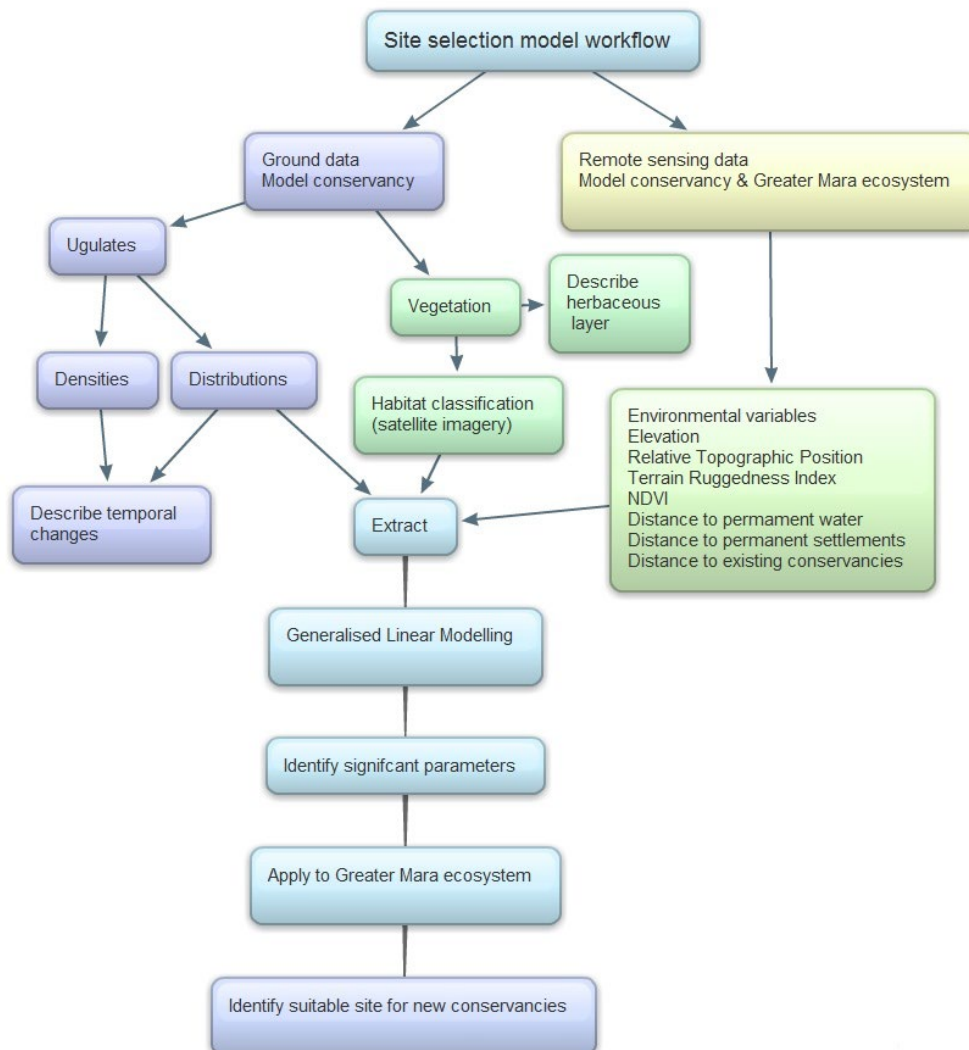 Site selection model workflow
Ground data
Model conservancy
Remote sensing data
Model conservancy & Greater Mara ecosystem
Ugulates
Vegetation
Describe
herbaceous
layer
Densities
Distributions
Habitat classification
(satellite imagery)
Environmental variables
Elevation
Relative Topographic Position
Terrain Ruggedness Index
NDVI
Distance to permament water
Distance to permanent settlements
Distance to existing conservancies
Describe temporal
changes
Extract
Generalised Linear Modelling
Identify signifcant parameters
Apply to Greater Mara ecosystem
Identify suitable site for new conservancies